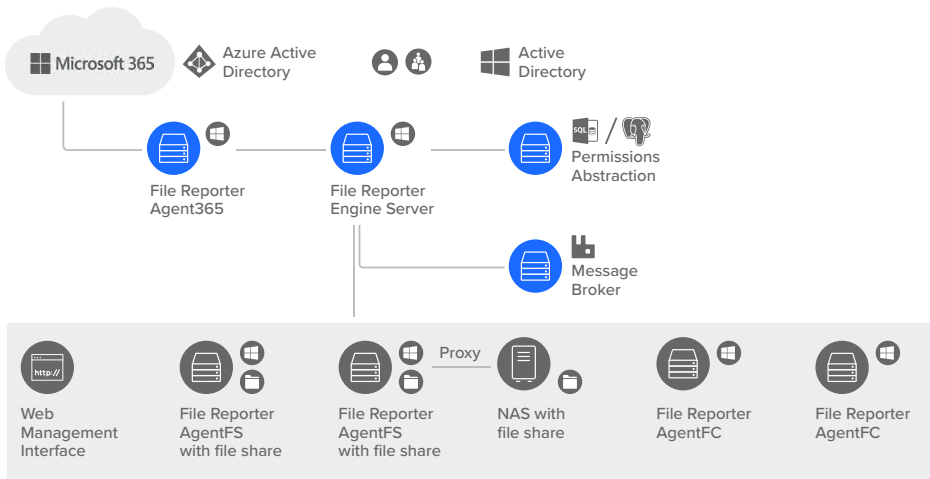 Microsoft 365
Azure Active
Directory
Active
Directory
SQL
/
Permissions
Abstraction
File Reporter
Agent365
File Reporter
Engine Server
Message
Broker
http://
Web
Management
Interface
File Reporter
AgentFS
with file share
File Reporter
AgentFS
with file share
Proxy
NAS with
file share
File Reporter
AgentFC
File Reporter
AgentFC